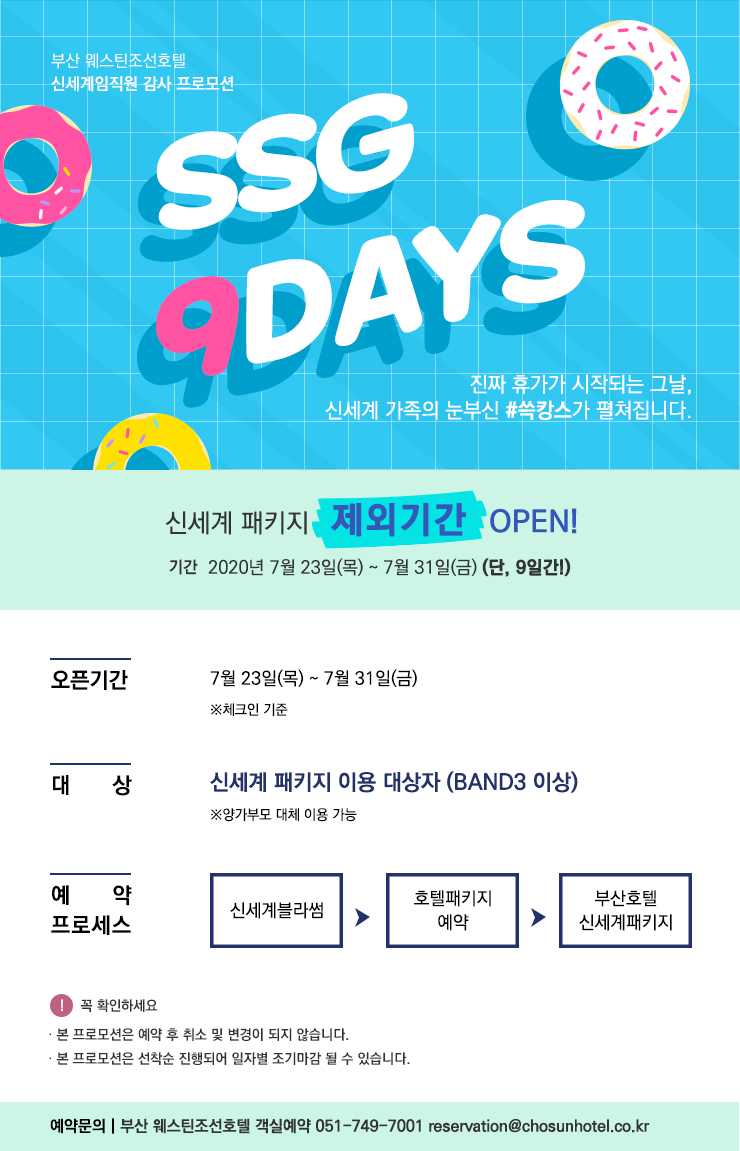 부산 웨스틴조선호텔
신세계임직원 감사 프로모션
SSG
9DAYS
진짜 휴가가 시작되는 그날,
신세계 가족의 눈부신 #쓱캉스가 펼쳐집니다.
신세계 패키지 제외기간 OPEN!
기간 2020년 7월 23일(목) ~ 7월 31일(금) (단, 9일간!)
오픈기간
7월 23일(목) ~ 7월 31일(금)
※체크인 기준
대 상
신세계 패키지 이용 대상자 (BAND3 이상)
※양가부모 대체 이용 가능
예 약
프로세스
신세계블라썸
호텔패키지
예약
부산호텔
신세계패키지
! 꼭 확인하세요
· 본 프로모션은 예약 후 취소 및 변경이 되지 않습니다.
· 본 프로모션은 선착순 진행되어 일자별 조기마감 될 수 있습니다.
예약문의 | 부산 웨스틴조선호텔 객실예약 051-749-7001 reservation@chosunhotel.co.kr